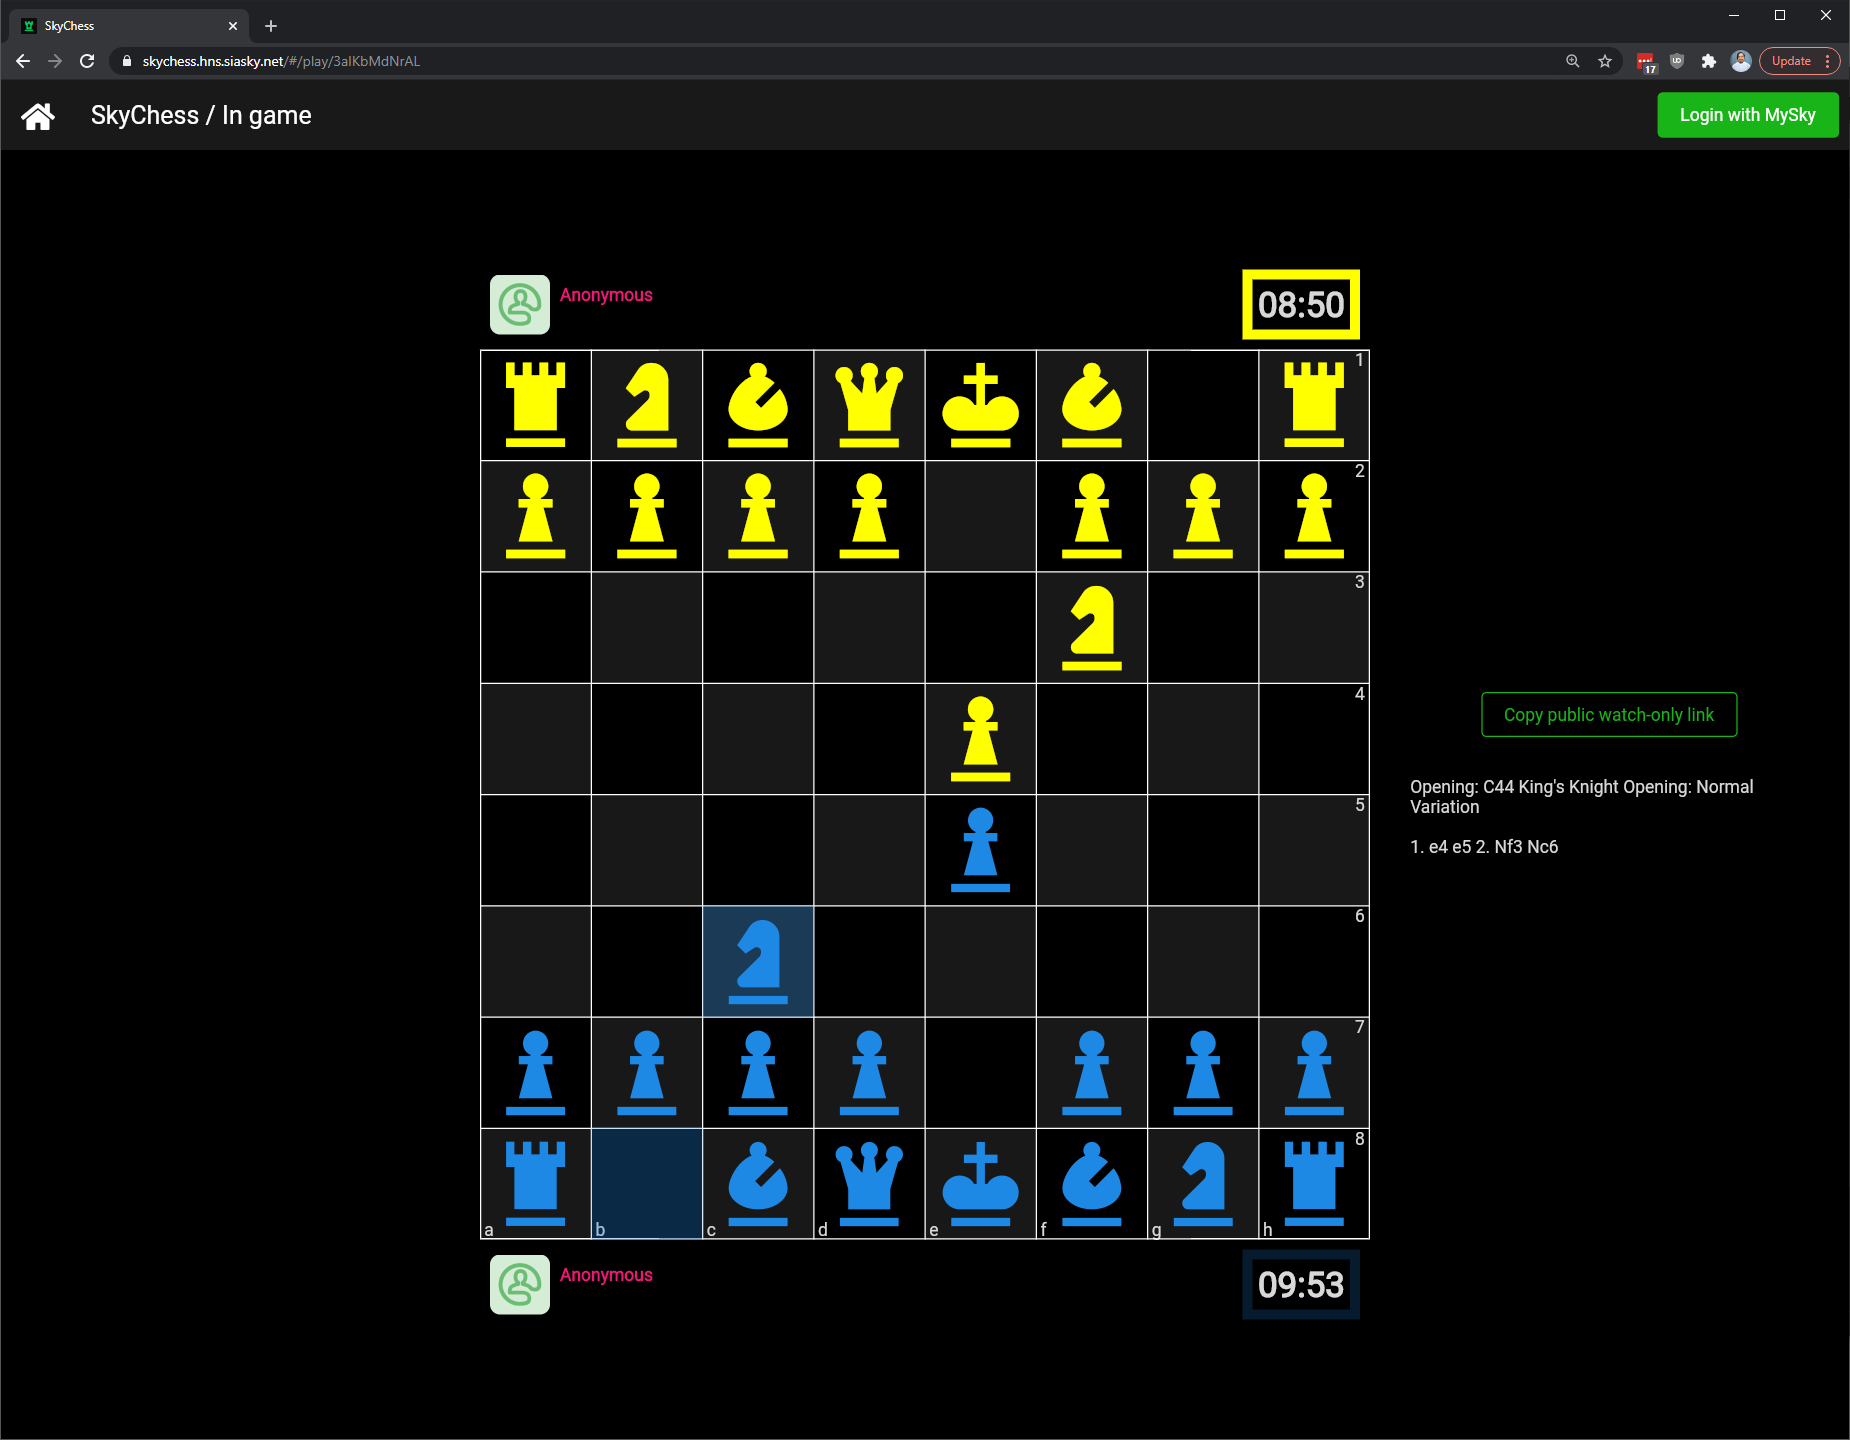 SkyChess
skychess.hns.siasky.net/#/play/3alKbMdNrAL
17
UD
Update
SkyChess / In game
Login with MySky
Anonymous
08:50
1
2
3
4
5
6
7
8
a b c d e f g h
Copy public watch-only link
Opening: C44 King's Knight Opening: Normal
Variation
1. e4 e5 2. Nf3 Nc6
Anonymous
09:53